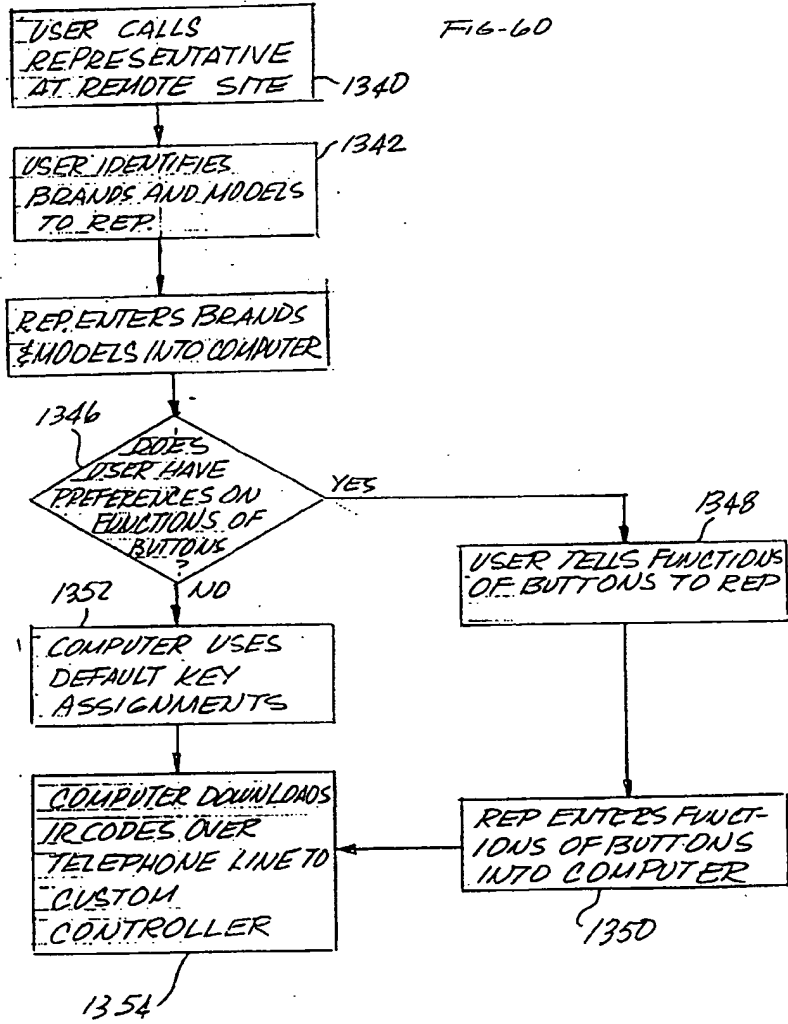 FIG-60
USER CALLS
REPRESENTATIVE
AT REMOTE SITE
1340
1342
USER IDENTIFIES
BRANDS AND MODELS
TO REP.
REP. ENTERS BRANDS
& MODELS INTO COMPUTER
1346
DOES
USER HAVE
PREFERENCES ON
FUNCTIONS OF
BUTTONS
?
YES
NO
1348
USER TELLS FUNCTIONS
OF BUTTONS TO REP
1352
COMPUTER USES
DEFAULT KEY
ASSIGNMENTS
COMPUTER DOWNLOADS
IR CODES OVER
TELEPHONE LINE TO
CUSTOM
CONTROLLER
1354
REP ENTERS FUNCT-
IONS OF BUTTONS
INTO COMPUTER
1350